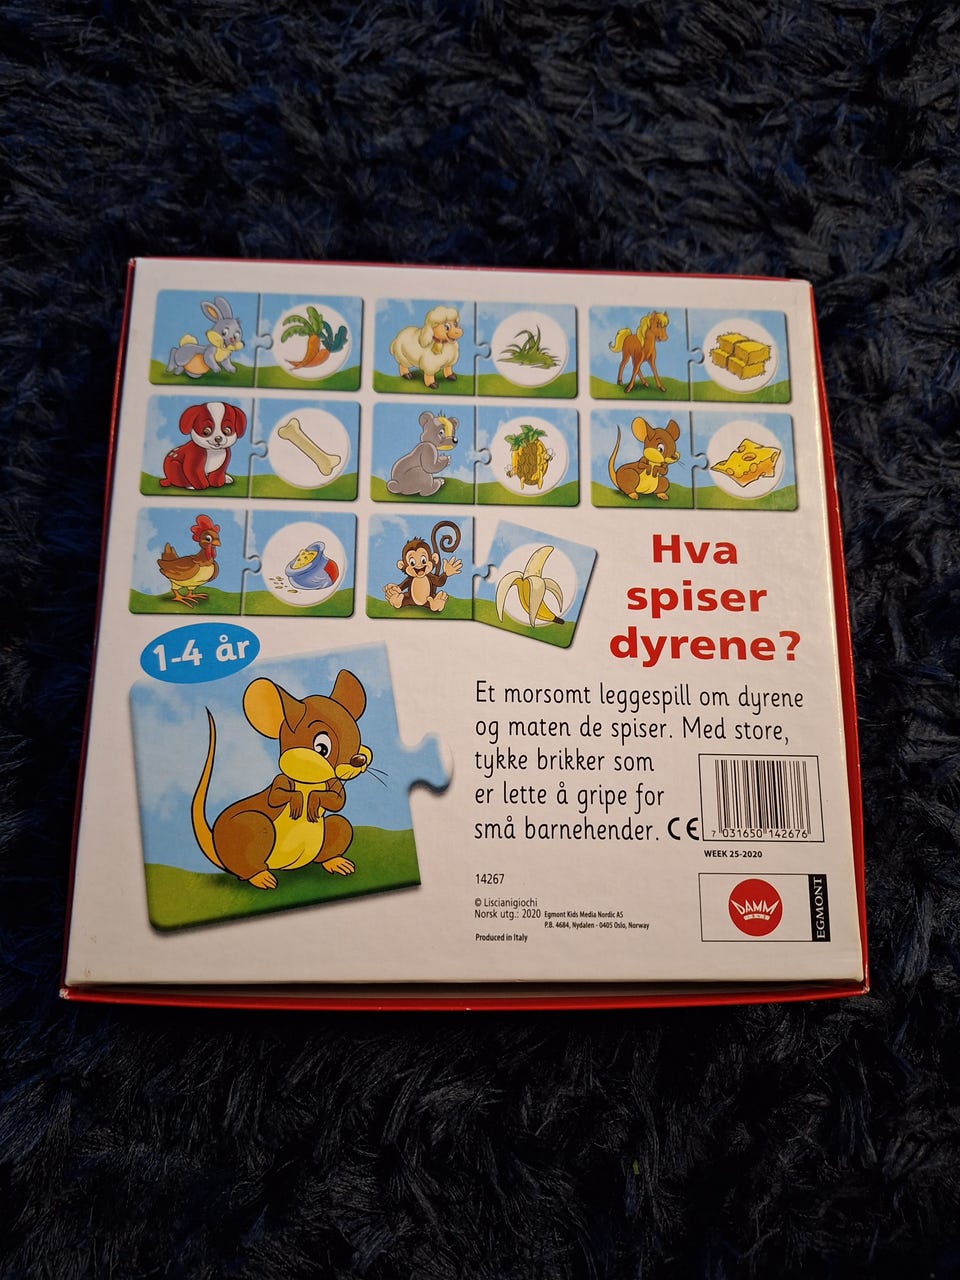 Hva
spiser
dyrene?
1-4 år
Et morsomt leggespill om dyrene
og maten de spiser. Med store,
tykke brikker som
er lette å gripe for
små barnehender. CE
7 031650 142676
WEEK 25-2020
14267
© Liscianigiochi
Norsk utg.: 2020 Egmont Kids Media Nordic AS
P.B. 4684, Nydalen - 0405 Oslo, Norway
Produced in Italy
DAMM
EGMONT